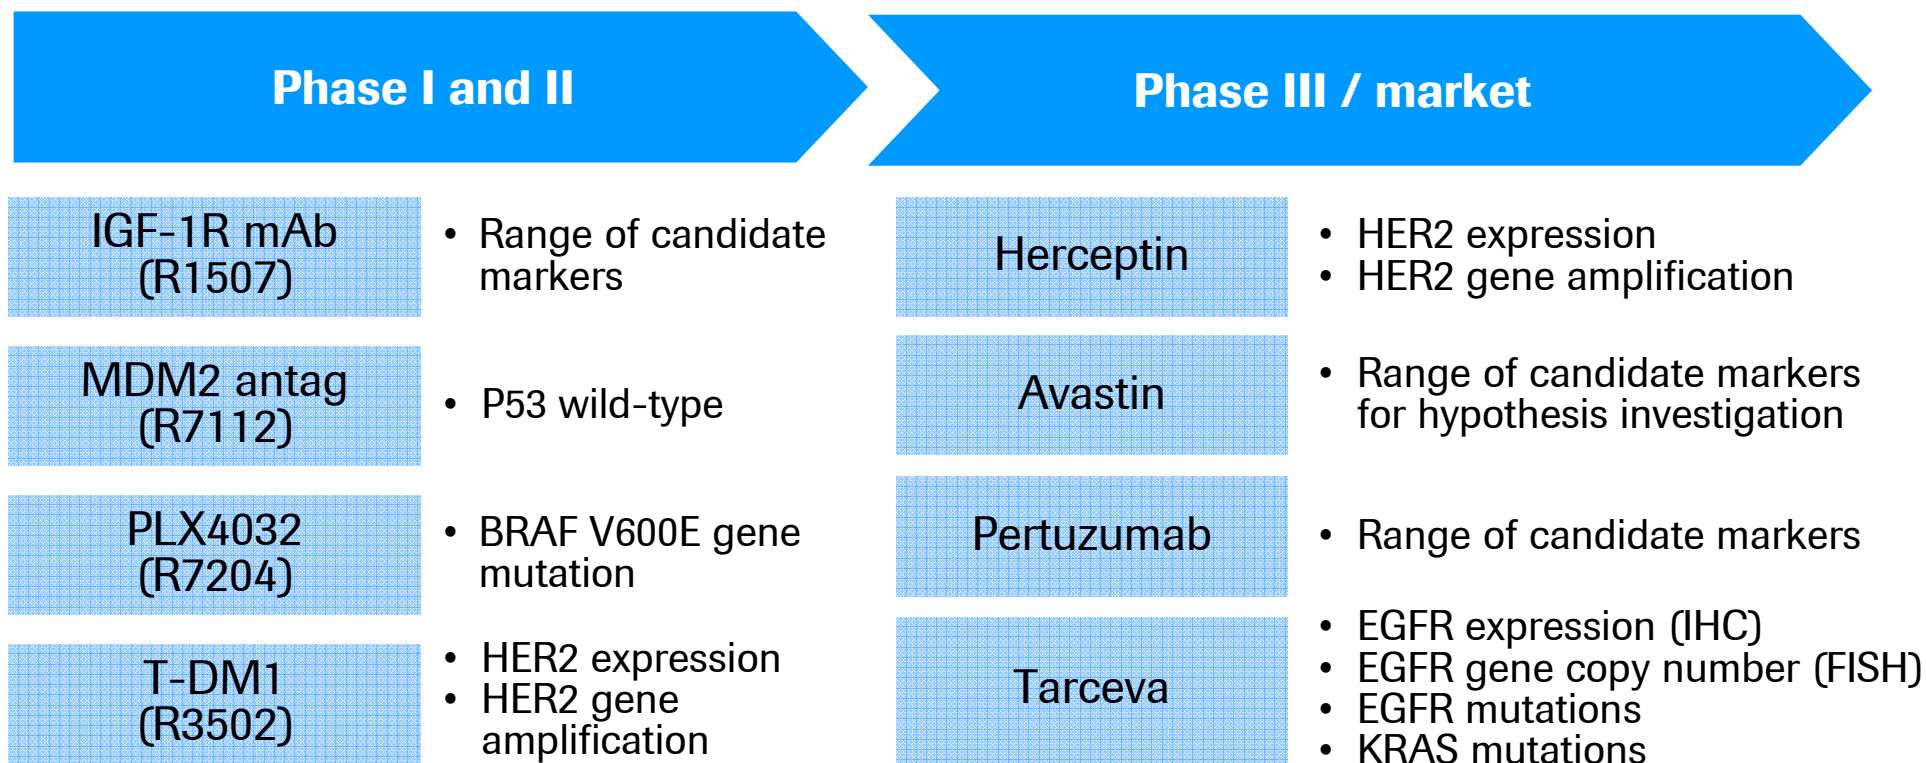 Phase I and II
Phase III / market
IGF-1R mAb
(R1507)
• Range of candidate
markers
MDM2 antag
(R7112)
• P53 wild-type
PLX4032
(R7204)
• BRAF V600E gene
mutation
T-DM1
(R3502)
• HER2 expression
• HER2 gene
amplification
Herceptin
• HER2 expression
• HER2 gene amplification
Avastin
• Range of candidate markers
for hypothesis investigation
Pertuzumab
• Range of candidate markers
Tarceva
• EGFR expression (IHC)
• EGFR gene copy number (FISH)
• EGFR mutations
• KRAS mutations